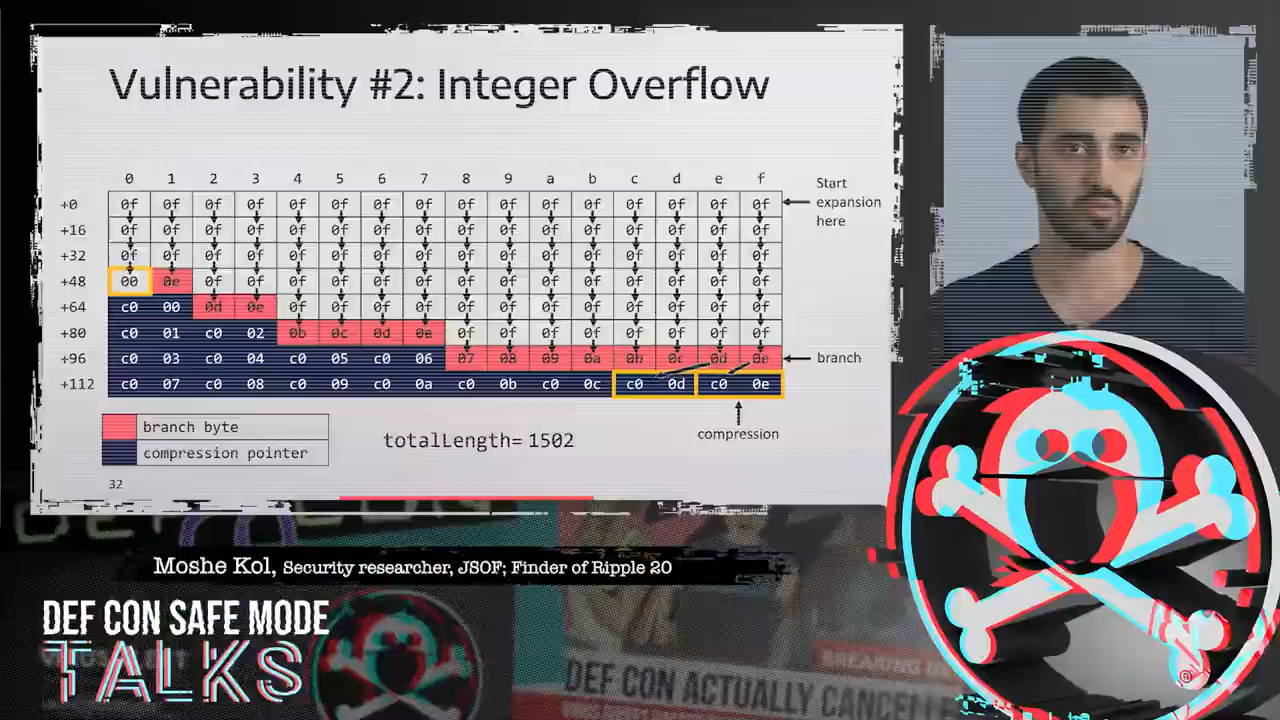 Vulnerability #2: Integer Overflow
0 1 2 3 4 5 6 7 8 9 a b c d e f
+0 0f 0f 0f 0f 0f 0f 0f 0f 0f 0f 0f 0f 0f 0f 0f 0f
+16 0f 0f 0f 0f 0f 0f 0f 0f 0f 0f 0f 0f 0f 0f 0f 0f
+32 0f 0f 0f 0f 0f 0f 0f 0f 0f 0f 0f 0f 0f 0f 0f 0f
+48 00 0e 0f 0f 0f 0f 0f 0f 0f 0f 0f 0f 0f 0f 0f 0f
+64 c0 00 0d 0e 0f 0f 0f 0f 0f 0f 0f 0f 0f 0f 0f 0f
+80 c0 01 c0 02 0b 0c 0d 0e 0f 0f 0f 0f 0f 0f 0f 0f
+96 c0 03 c0 04 c0 05 c0 06 07 08 09 0a 0b 0c 0d 0e
+112 c0 07 c0 08 c0 09 c0 0a c0 0b c0 0c c0 0d c0 0e
Start
expansion
here
branch
compression
branch byte
compression pointer
totalLength= 1502
32
Moshe Kol, Security researcher, JSOF; Finder of Ripple 20
DEF CON SAFE MODE
TALKS
DEF CON
BREAKING
DEF CON ACTUALLY CANCELLE
®